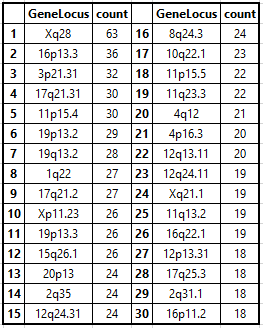 GeneLocus count GeneLocus count
1 Xq28 63 16 8q24.3 24
2 16p13.3 36 17 10q22.1 23
3 3p21.31 32 18 11p15.5 22
4 17q21.31 30 19 11q23.3 22
5 11p15.4 30 20 4q12 21
6 19p13.2 29 21 4p16.3 20
7 19q13.2 28 22 12q13.11 20
8 1q22 27 23 12q24.11 19
9 17q21.2 27 24 Xq21.1 19
10 Xp11.23 26 25 11q13.2 19
11 19p13.3 26 26 16q22.1 19
12 15q26.1 26 27 12p13.31 18
13 20p13 24 28 17q25.3 18
14 2q35 24 29 2q31.1 18
15 12q24.31 24 30 16p11.2 18